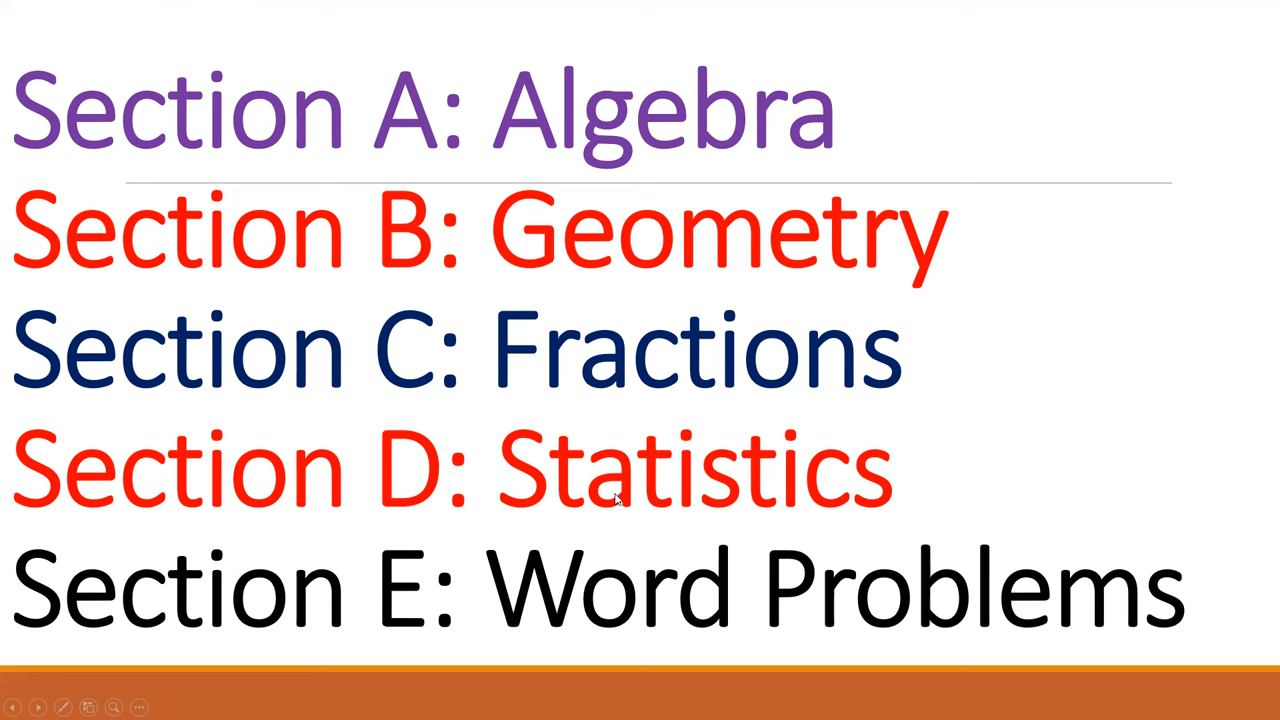 Section A: Algebra
Section B: Geometry
Section C: Fractions
Section D: Statistics
Section E: Word Problems